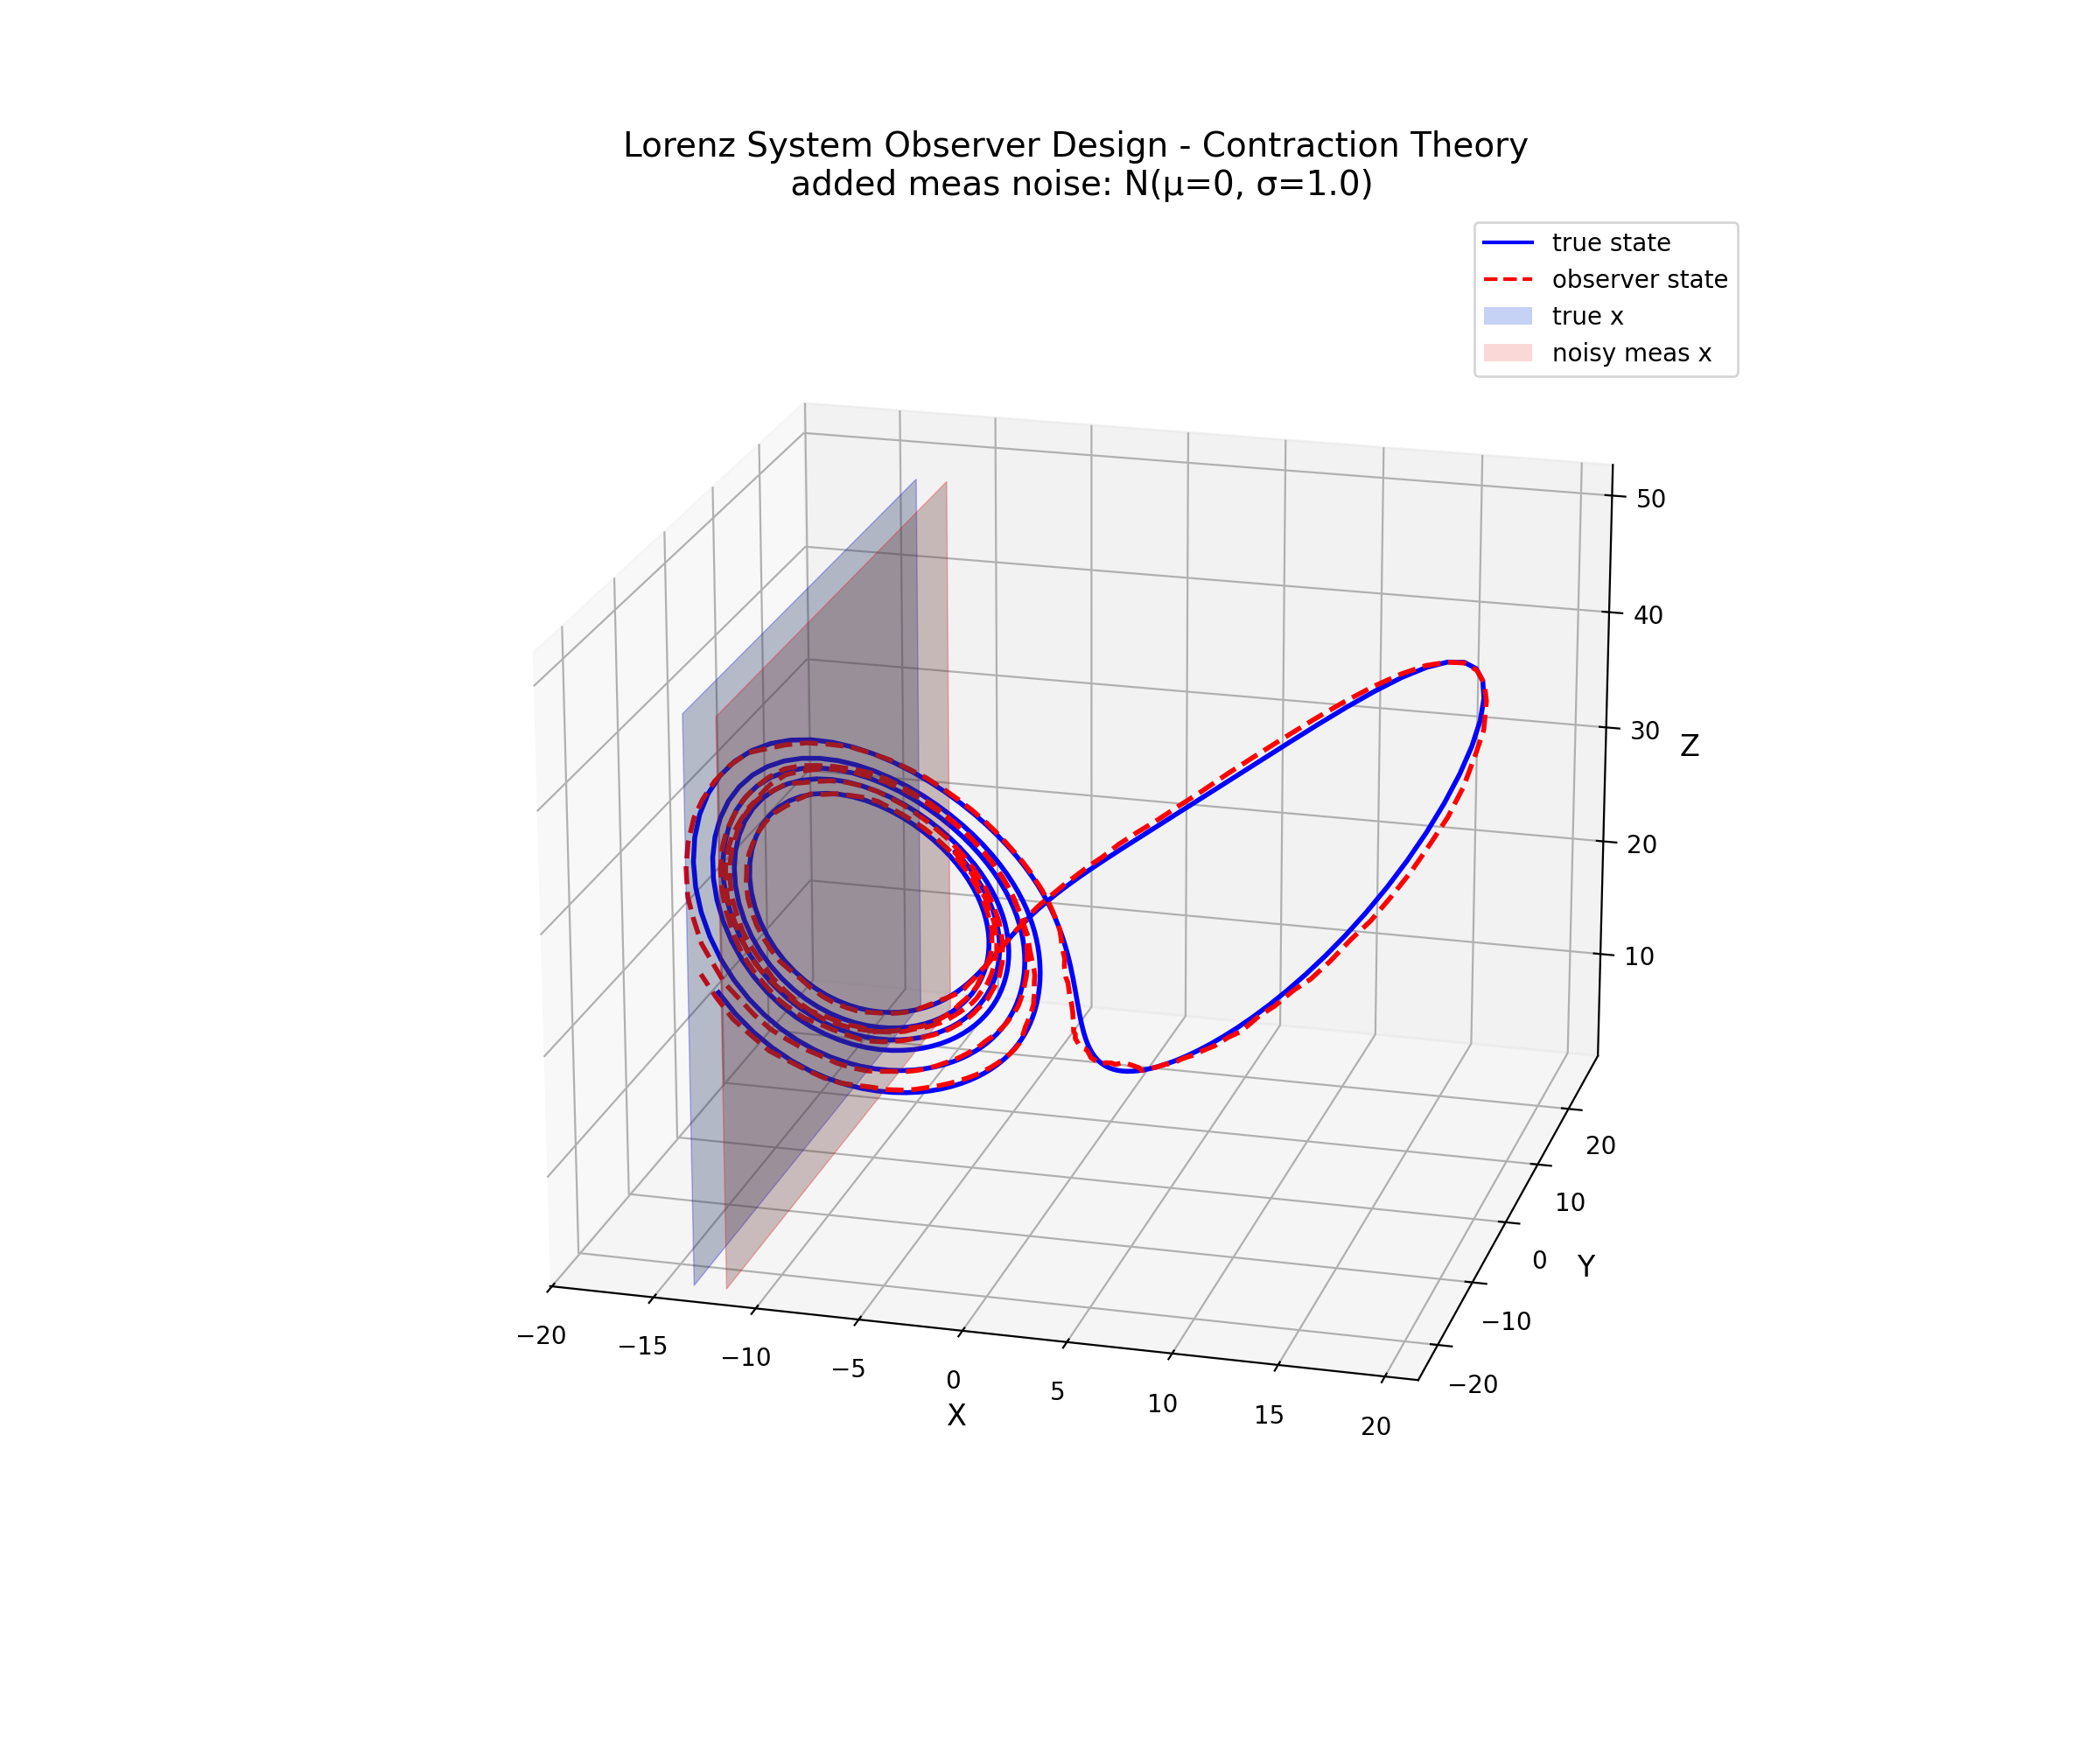 Lorenz System Observer Design - Contraction Theory
added meas noise: N(μ=0, σ=1.0)
true state
observer state
true x
noisy meas x
50
40
30
Z
20
10
20
10
0
Y
−10
−20
−20
−15
−10
−5
0
5
10
15
20
X